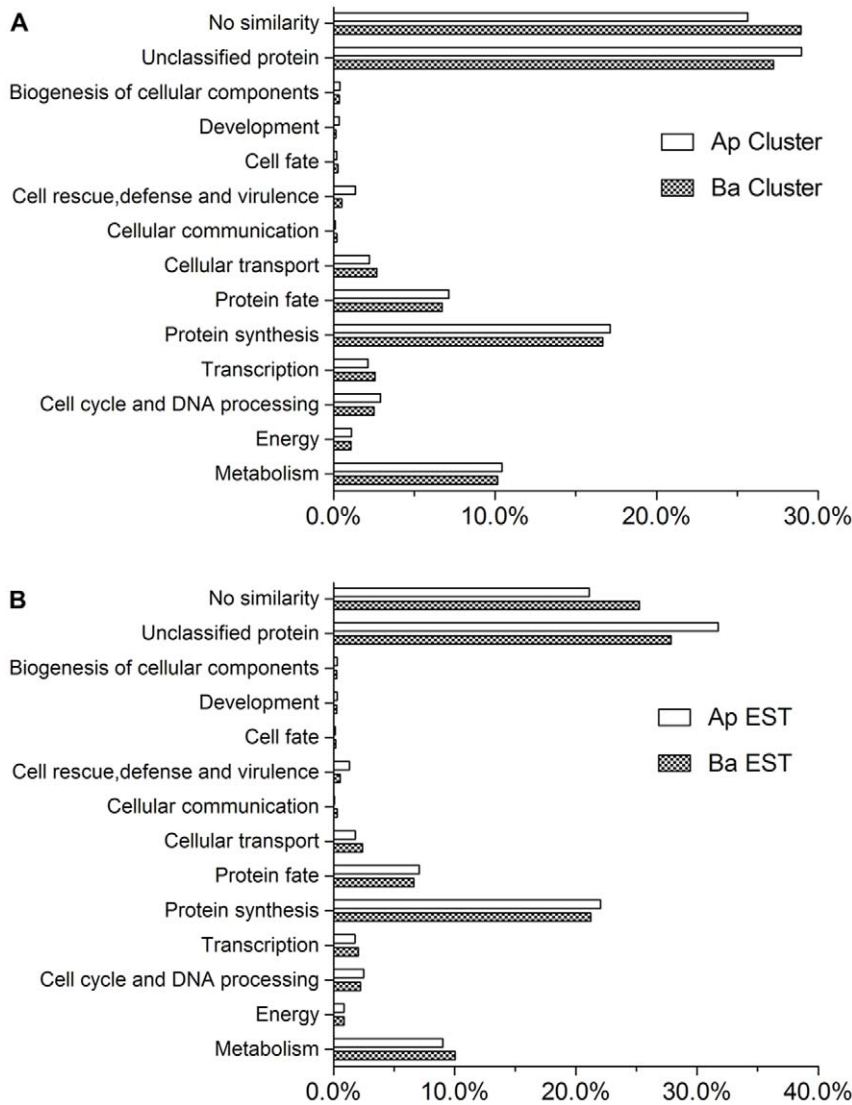 A
No similarity
Unclassified protein
Biogenesis of cellular components
Development
Cell fate
Cell rescue,defense and virulence
Cellular communication
Cellular transport
Protein fate
Protein synthesis
Transcription
Cell cycle and DNA processing
Energy
Metabolism
Ap Cluster
Ba Cluster
0.0% 10.0% 20.0% 30.0%
B
No similarity
Unclassified protein
Biogenesis of cellular components
Development
Cell fate
Cell rescue,defense and virulence
Cellular communication
Cellular transport
Protein fate
Protein synthesis
Transcription
Cell cycle and DNA processing
Energy
Metabolism
Ap EST
Ba EST
0.0% 10.0% 20.0% 30.0% 40.0%